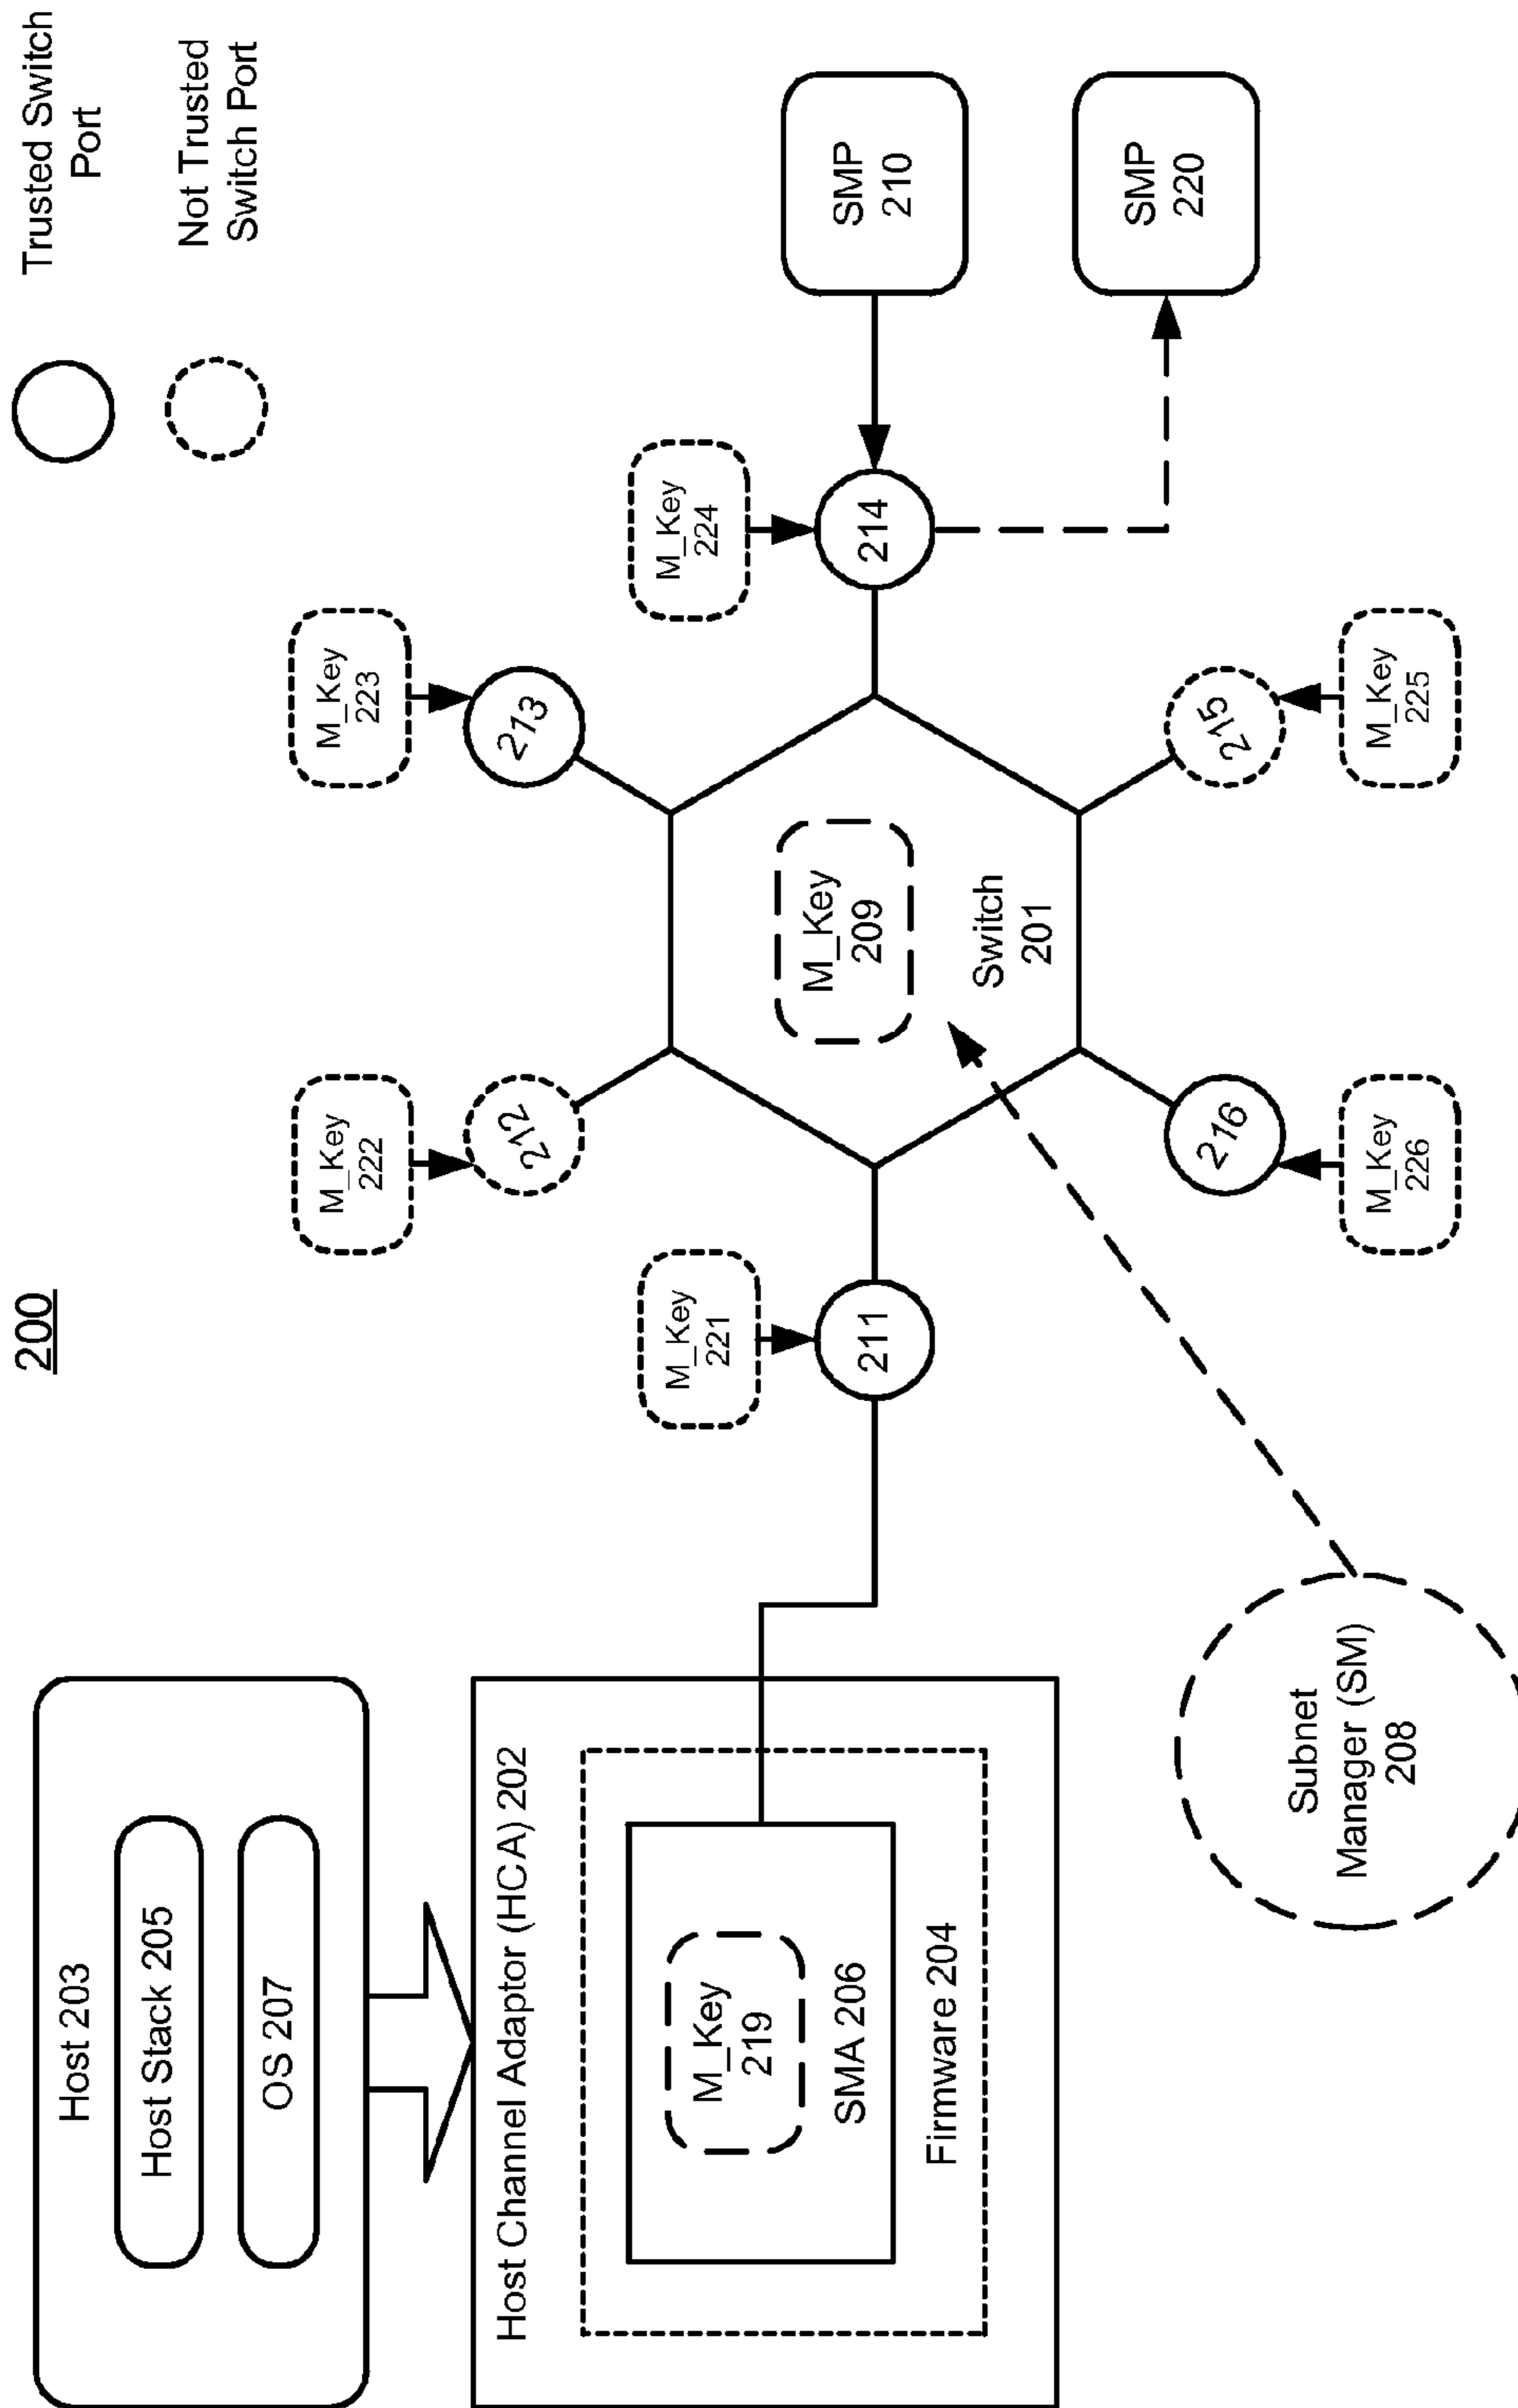 200
Trusted Switch
Port
Not Trusted
Switch Port
Host 203
Host Stack 205
OS 207
Host Channel Adaptor (HCA) 202
M_Key
219
SMA 206
Firmware 204
Subnet
Manager (SM)
208
M_Key
221
211
M_Key
222
212
M_Key
223
213
M_Key
224
214
M_Key
209
Switch
201
215
M_Key
225
216
M_Key
226
SMP
210
SMP
220